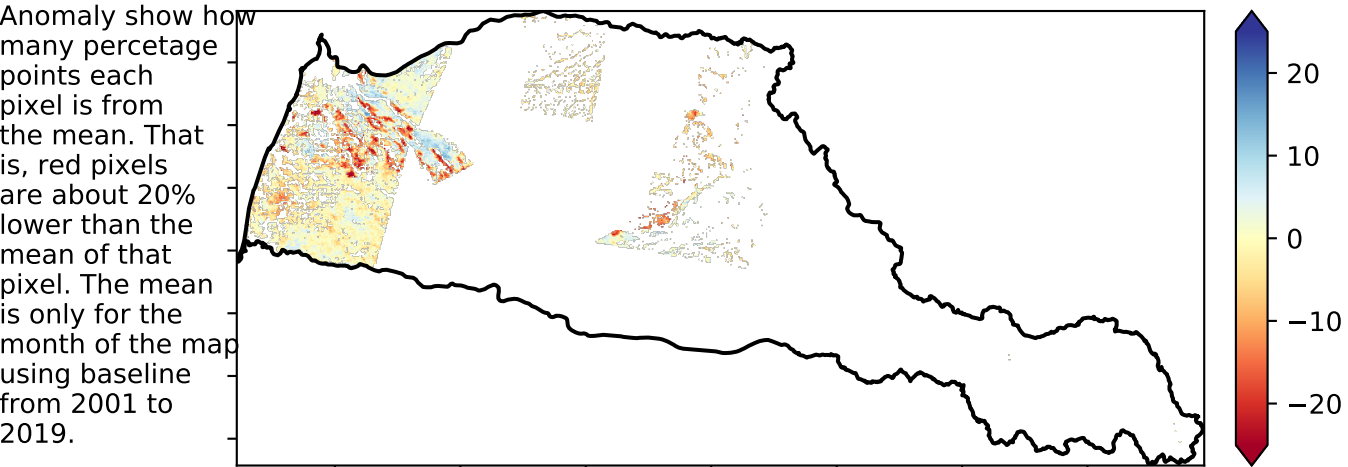 Anomaly show how
many percetage
points each
pixel is from
the mean. That
is, red pixels
are about 20%
lower than the
mean of that
pixel. The mean
is only for the
month of the map
using baseline
from 2001 to
2019.
20
10
0
−10
−20